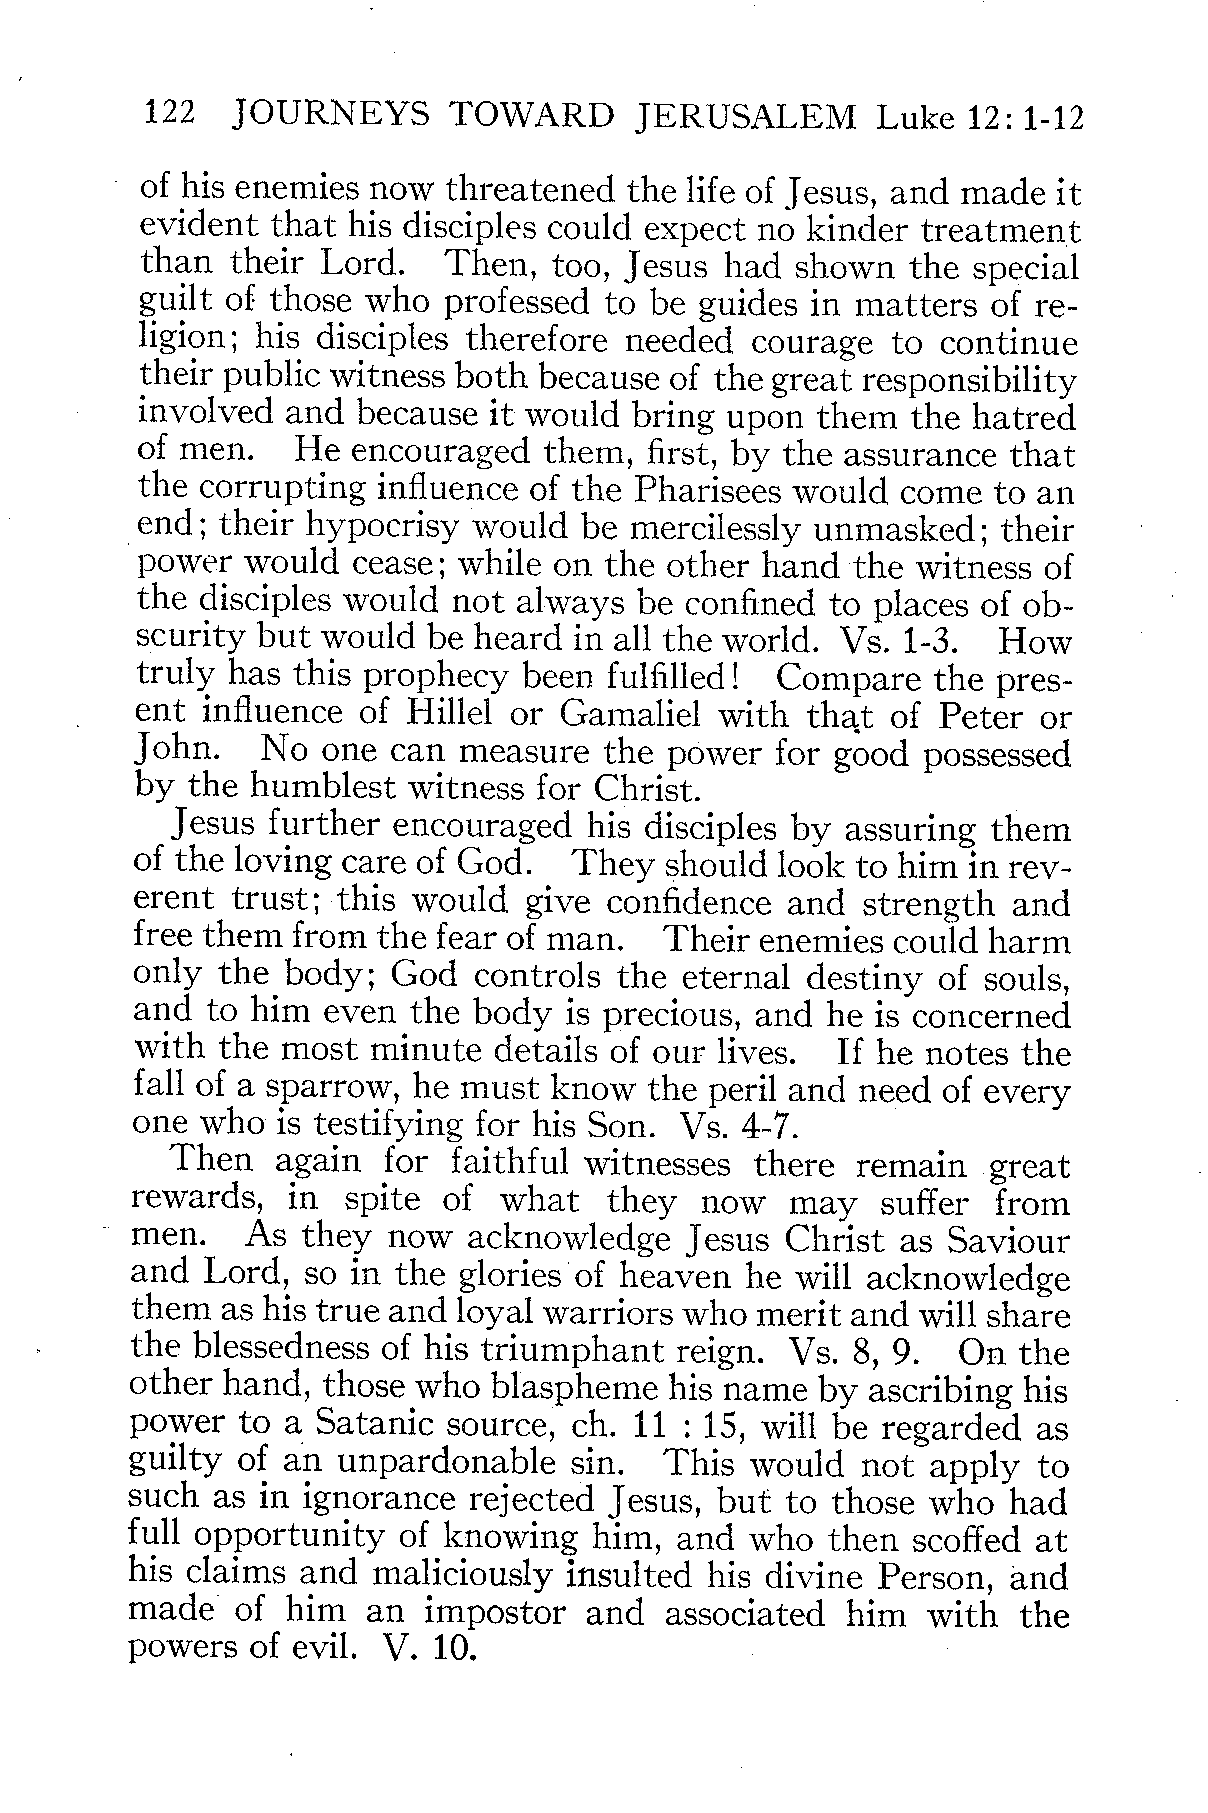 122 JOURNEYS TOWARD JERUSALEM Luke 12: 1-12
of his enemies now threatened the life of Jesus, and made it
evident that his disciples could expect no kinder treatment
than their Lord. Then, too, Jesus had shown the special
guilt of those who professed to be guides in matters of re-
ligion; his disciples therefore needed courage to continue
their public witness both because of the great responsibility
involved and because it would bring upon them the hatred
of men. He encouraged them, first, by the assurance that
the corrupting influence of the Pharisees would come to an
end; their hypocrisy would be mercilessly unmasked; their
power would cease; while on the other hand the witness of
the disciples would not always be confined to places of ob-
scurity but would be heard in all the world. Vs. 1-3. How
truly has this prophecy been fulfilled! Compare the pres-
ent influence of Hillel or Gamaliel with that of Peter or
John. No one can measure the power for good possessed
by the humblest witness for Christ.
Jesus further encouraged his disciples by assuring them
of the loving care of God. They should look to him in rev-
erent trust; this would give confidence and strength and
free them from the fear of man. Their enemies could harm
only the body; God controls the eternal destiny of souls,
and to him even the body is precious, and he is concerned
with the most minute details of our lives. If he notes the
fall of a sparrow, he must know the peril and need of every
one who is testifying for his Son. Vs. 4-7.
Then again for faithful witnesses there remain great
rewards, in spite of what they now may suffer from
men. As they now acknowledge Jesus Christ as Saviour
and Lord, so in the glories of heaven he will acknowledge
them as his true and loyal warriors who merit and will share
the blessedness of his triumphant reign. Vs. 8, 9. On the
other hand, those who blaspheme his name by ascribing his
power to a Satanic source, ch. 11 : 15, will be regarded as
guilty of an unpardonable sin. This would not apply to
such as in ignorance rejected Jesus, but to those who had
full opportunity of knowing him, and who then scoffed at
his claims and maliciously insulted his divine Person, and
made of him an impostor and associated him with the
powers of evil. V. 10.